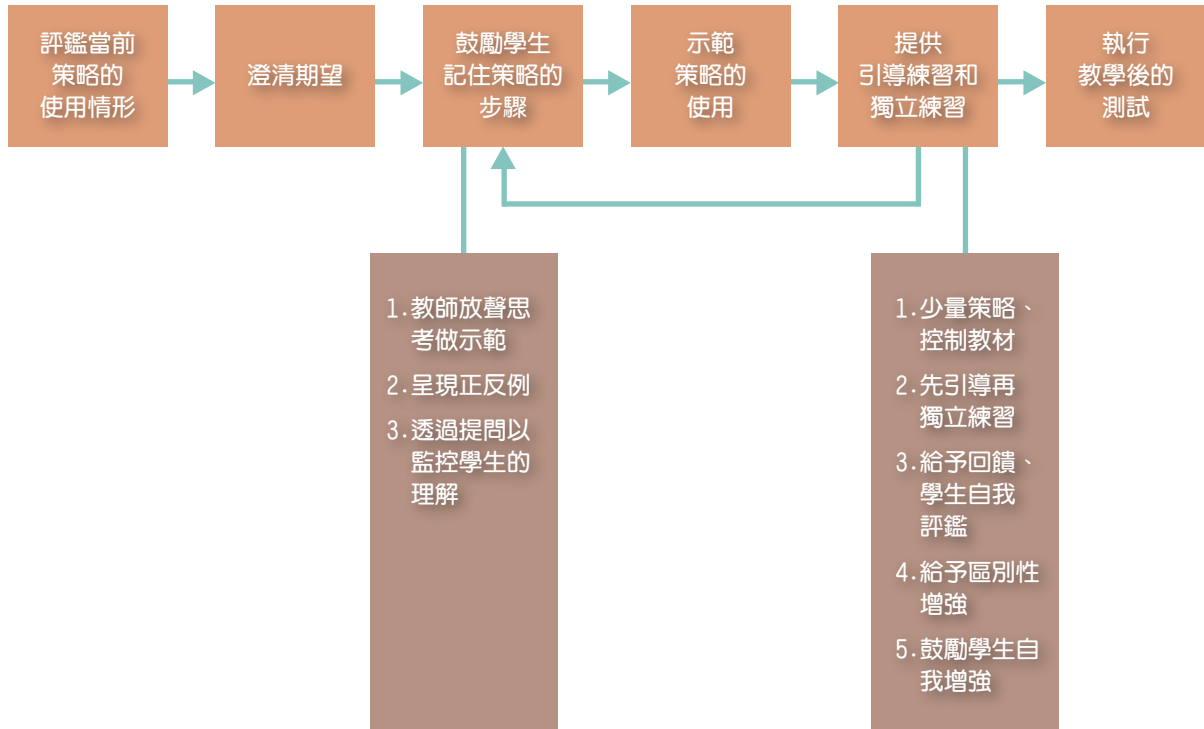 評鑑當前
策略的
使用情形
澄清期望
鼓勵學生
記住策略的
步驟
示範
策略的
使用
提供
引導練習和
獨立練習
執行
教學後的
測試
1.教師放聲思
考做示範
2.呈現正反例
3.透過提問以
監控學生的
理解
1.少量策略、
控制教材
2.先引導再
獨立練習
3.給予回饋、
學生自我
評鑑
4.給予區別性
增強
5.鼓勵學生自
我增強